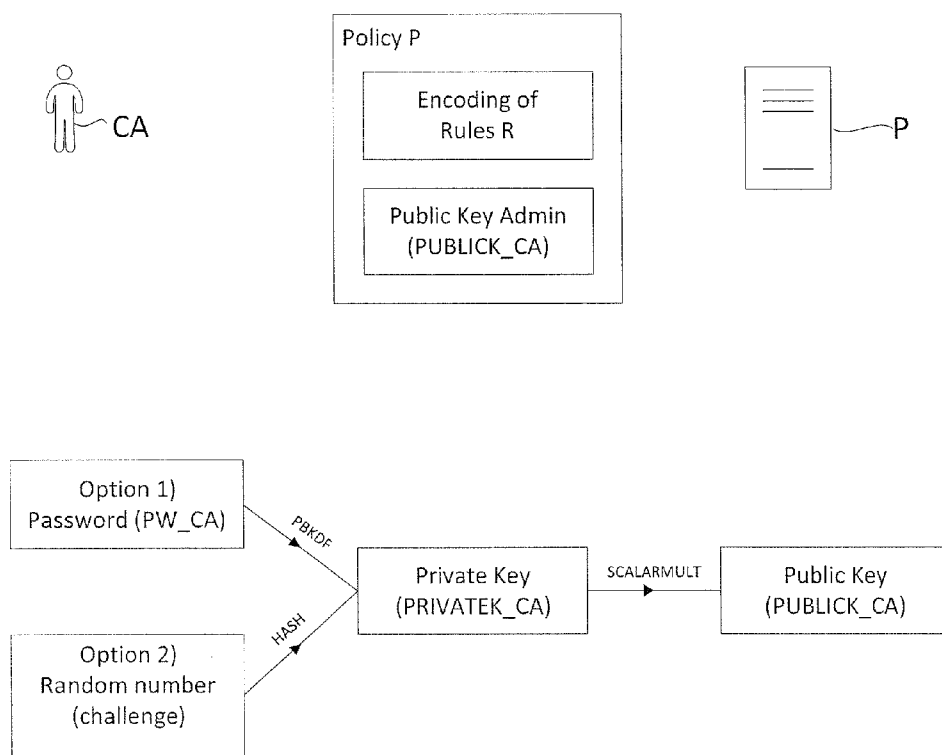 Policy P
Encoding of
Rules R
CA
P
Public Key Admin
(PUBLICK_CA)
Option 1)
Password (PW_CA)
PBKDF
Private Key
(PRIVATEK_CA)
SCALARMULT
Public Key
(PUBLICK_CA)
HASH
Option 2)
Random number
(challenge)